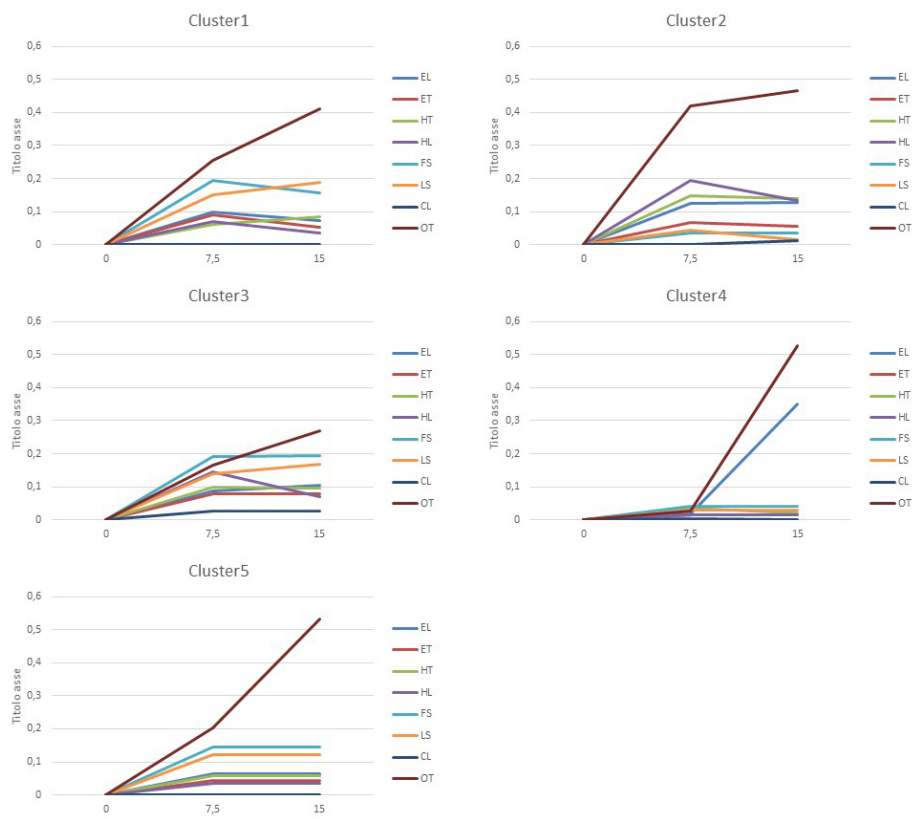 Cluster1
0,6
0,5
0,4
0,3
0,2
0,1
0
Titolo asse
0 7,5 15
EL
ET
HT
HL
FS
LS
CL
OT
Cluster2
0,6
0,5
0,4
0,3
0,2
0,1
0
Titolo asse
0 7,5 15
EL
ET
HT
HL
FS
LS
CL
OT
Cluster3
0,6
0,5
0,4
0,3
0,2
0,1
0
Titolo asse
0 7,5 15
EL
ET
HT
HL
FS
LS
CL
OT
Cluster4
0,6
0,5
0,4
0,3
0,2
0,1
0
Titolo asse
0 7,5 15
EL
ET
HT
HL
FS
LS
CL
OT
Cluster5
0,6
0,5
0,4
0,3
0,2
0,1
0
Titolo asse
0 7,5 15
EL
ET
HT
HL
FS
LS
CL
OT